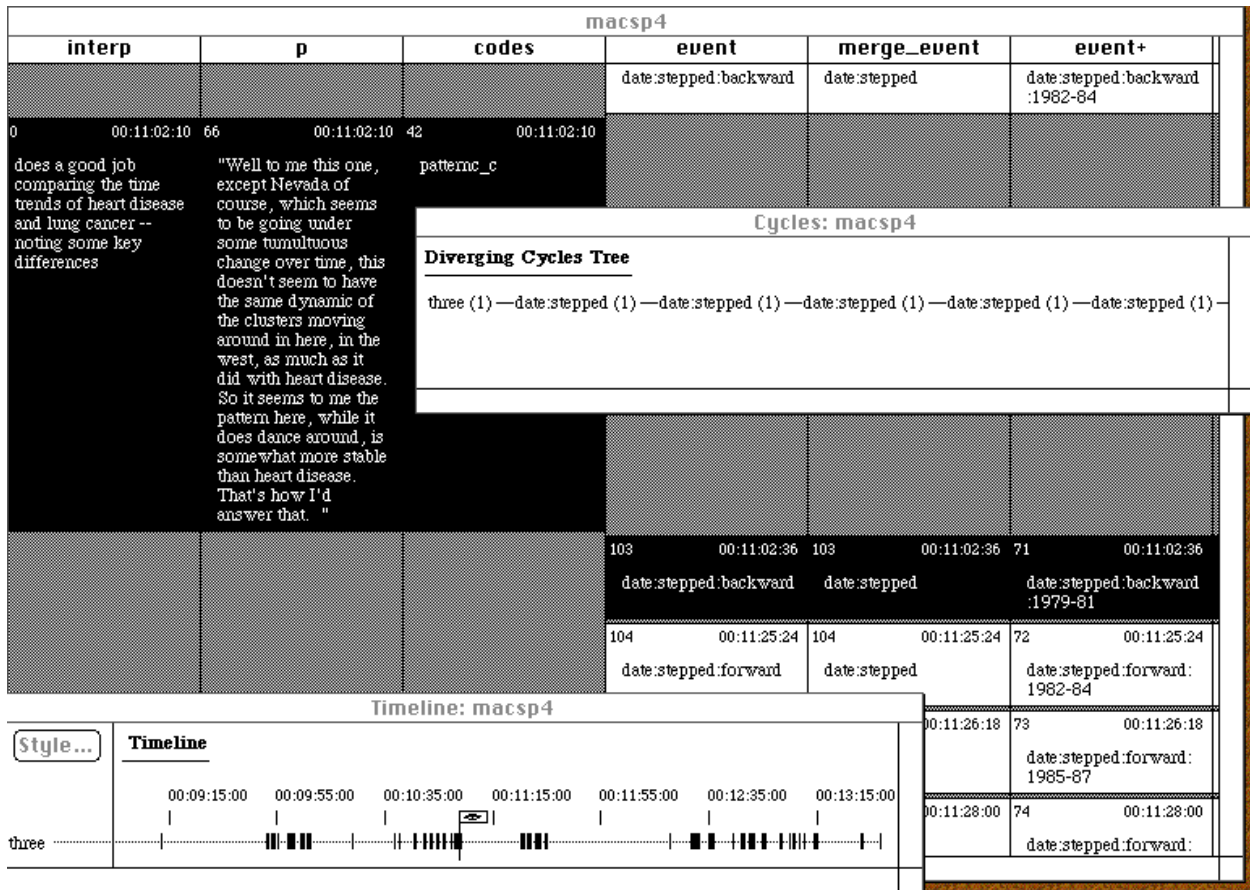 macsp4
interp p codes event merge_event event+
date:stepped:backward date:stepped date:stepped:backward
:1982-84
0 00:11:02:10 66 00:11:02:10 42 00:11:02:10
does a good job
comparing the time
trends of heart disease
and lung cancer --
noting some key
differences
"Well to me this one,
except Nevada of
course, which seems
to be going under
some tumultuous
change over time, this
doesn't seem to have
the same dynamic of
the clusters moving
around in here, in the
west, as much as it
did with heart disease.
So it seems to me the
pattern here, while it
does dance around, is
somewhat more stable
than heart disease.
That's how I'd
answer that. "
patternc_c
Cycles: macsp4
Diverging Cycles Tree
three (1) —date:stepped (1) —date:stepped (1) —date:stepped (1) —date:stepped (1) —date:stepped (1) —
103 00:11:02:36 103 00:11:02:36 71 00:11:02:36
date:stepped:backward date:stepped date:stepped:backward
:1979-81
104 00:11:25:24 104 00:11:25:24 72 00:11:25:24
date:stepped:forward date:stepped date:stepped:forward:
1982-84
00:11:26:18 73 00:11:26:18
date:stepped:forward:
1985-87
00:11:28:00 74 00:11:28:00
date:stepped:forward:
Timeline: macsp4
Style...
Timeline
00:09:15:00 00:09:55:00 00:10:35:00 00:11:15:00 00:11:55:00 00:12:35:00 00:13:15:00
three